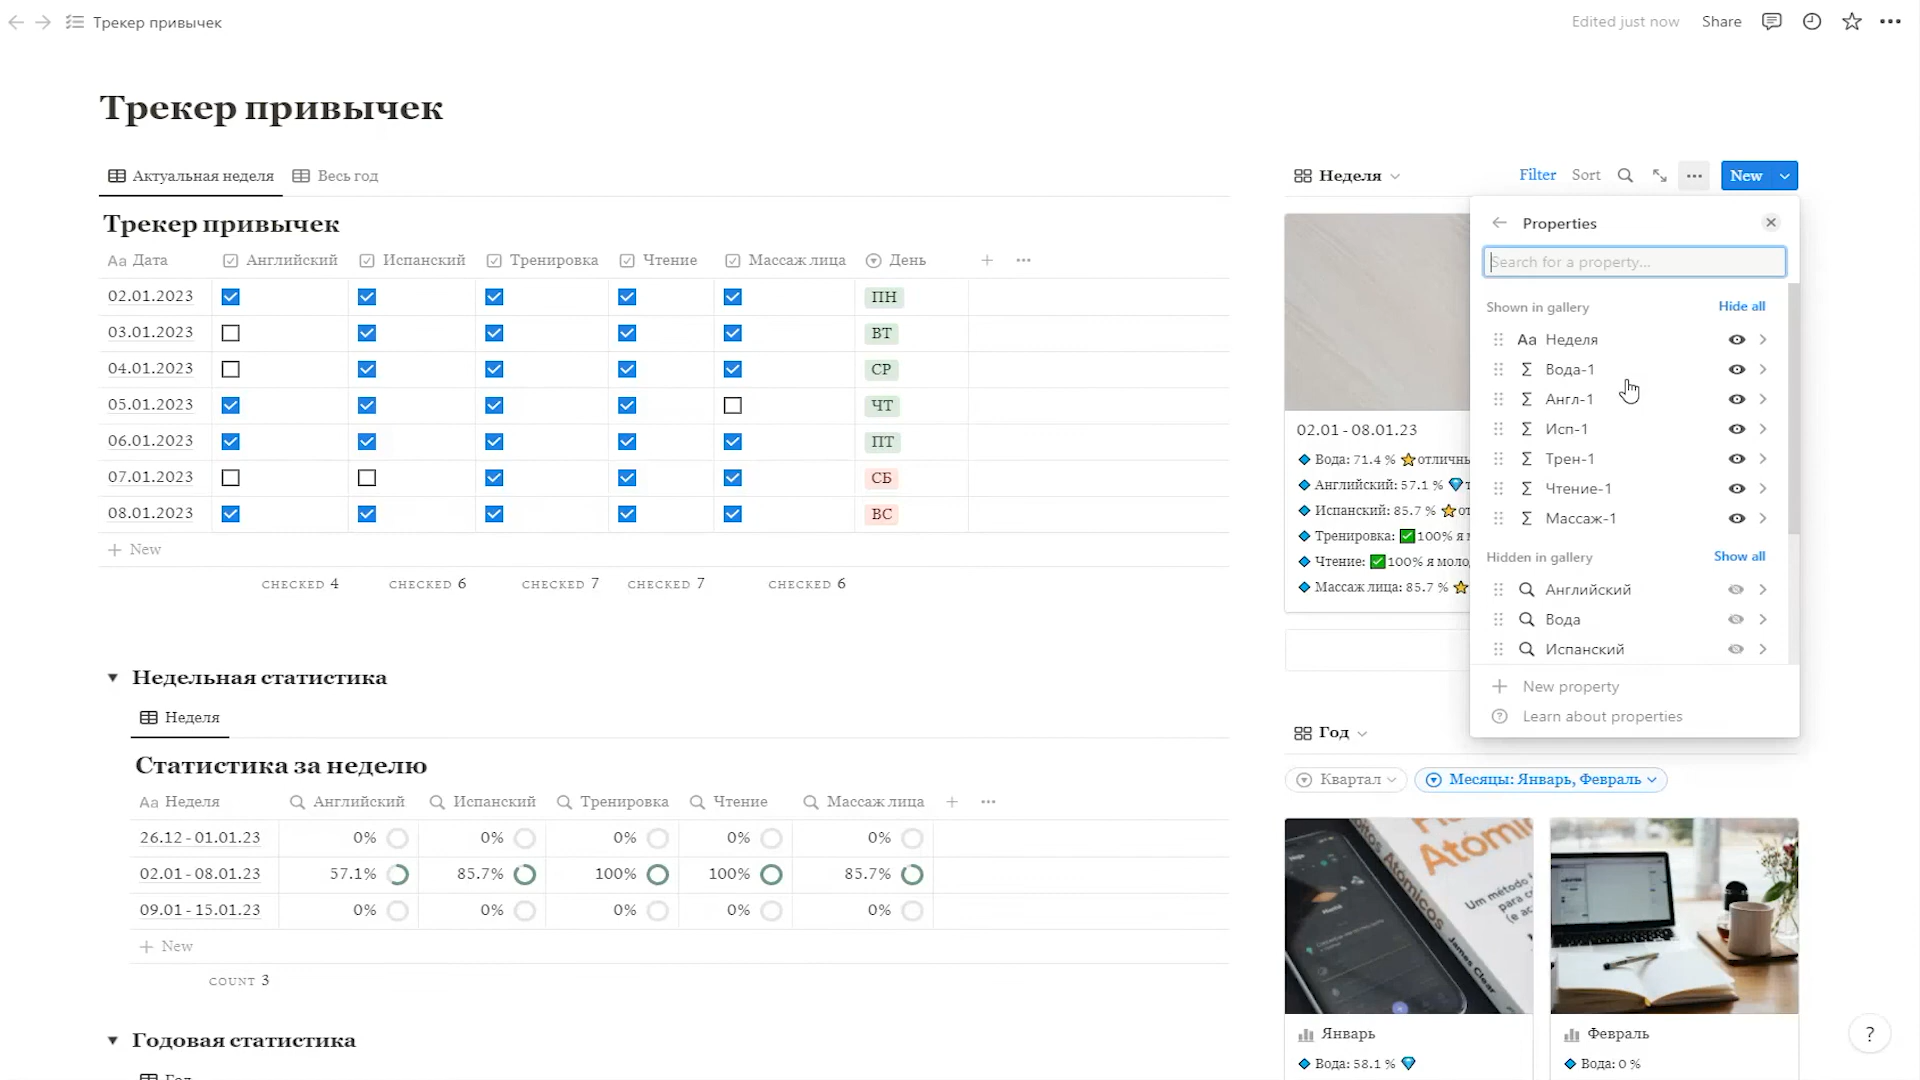 Трекер привычек
Edited just now
Share
Трекер привычек
Актуальная неделя
Весь год
Трекер привычек
Aa Дата Английский Испанский Тренировка Чтение Массаж лица День
02.01.2023 ПН
03.01.2023 ВТ
04.01.2023 СР
05.01.2023 ЧТ
06.01.2023 ПТ
07.01.2023 СБ
08.01.2023 ВС
New
CHECKED 4 CHECKED 6 CHECKED 7 CHECKED 7 CHECKED 6
Недельная статистика
Неделя
Статистика за неделю
Aa Неделя Английский Испанский Тренировка Чтение Массаж лица
26.12 - 01.01.23 0% 0% 0% 0% 0%
02.01 - 08.01.23 57.1% 85.7% 100% 100% 85.7%
09.01 - 15.01.23 0% 0% 0% 0% 0%
New
COUNT 3
Годовая статистика
Неделя
Filter Sort
New
02.01 - 08.01.23
Вода: 71.4 % отличнь
Английский: 57.1 %
Испанский: 85.7 %
Тренировка: 100% я м
Чтение: 100% я моло
Массаж лица: 85.7 %
Properties
Search for a property...
Shown in gallery Hide all
Aa Неделя
Σ Вода-1
Σ Англ-1
Σ Исп-1
Σ Трен-1
Σ Чтение-1
Σ Массаж-1
Hidden in gallery Show all
Английский
Вода
Испанский
New property
Learn about properties
Год
Квартал Месяцы: Январь, Февраль
Atómicos
Atómicos
Um método
para c
(e ac
James Clear
Январь
Вода: 58.1 %
Февраль
Вода: 0 %
?